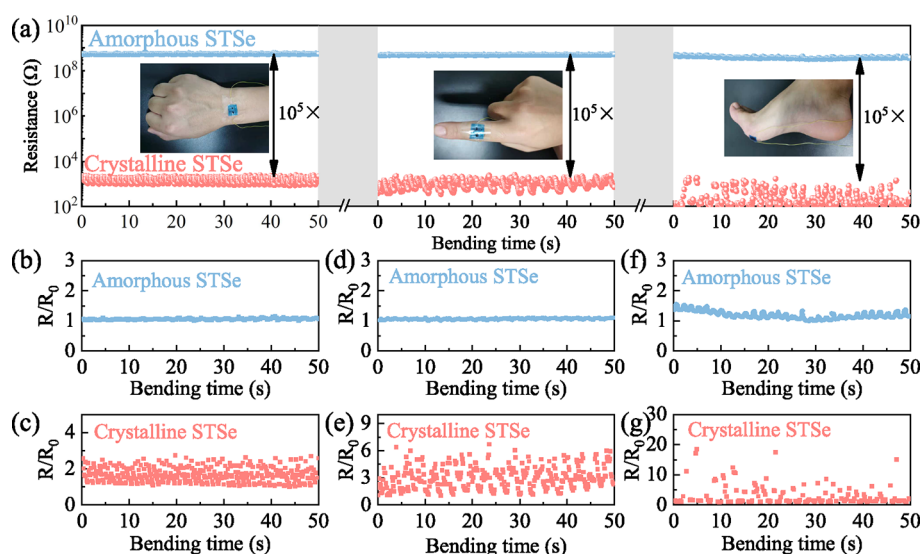 (a)
10^10
10^8
10^6
10^4
10^2
Resistance (Ω)
Amorphous STSe
Crystalline STSe
10^5×
10^5×
10^5×
0 10 20 30 40 50 0 10 20 30 40 50 0 10 20 30 40 50
Bending time (s)
(b)
3
2
1
0
R/R₀
Amorphous STSe
0 10 20 30 40 50
Bending time (s)
(d)
3
2
1
0
R/R₀
Amorphous STSe
0 10 20 30 40 50
Bending time (s)
(f)
3
2
1
0
R/R₀
Amorphous STSe
0 10 20 30 40 50
Bending time (s)
(c)
4
2
0
R/R₀
Crystalline STSe
0 10 20 30 40 50
Bending time (s)
(e)
9
6
3
0
R/R₀
Crystalline STSe
0 10 20 30 40 50
Bending time (s)
(g)
30
20
10
0
R/R₀
Crystalline STSe
0 10 20 30 40 50
Bending time (s)